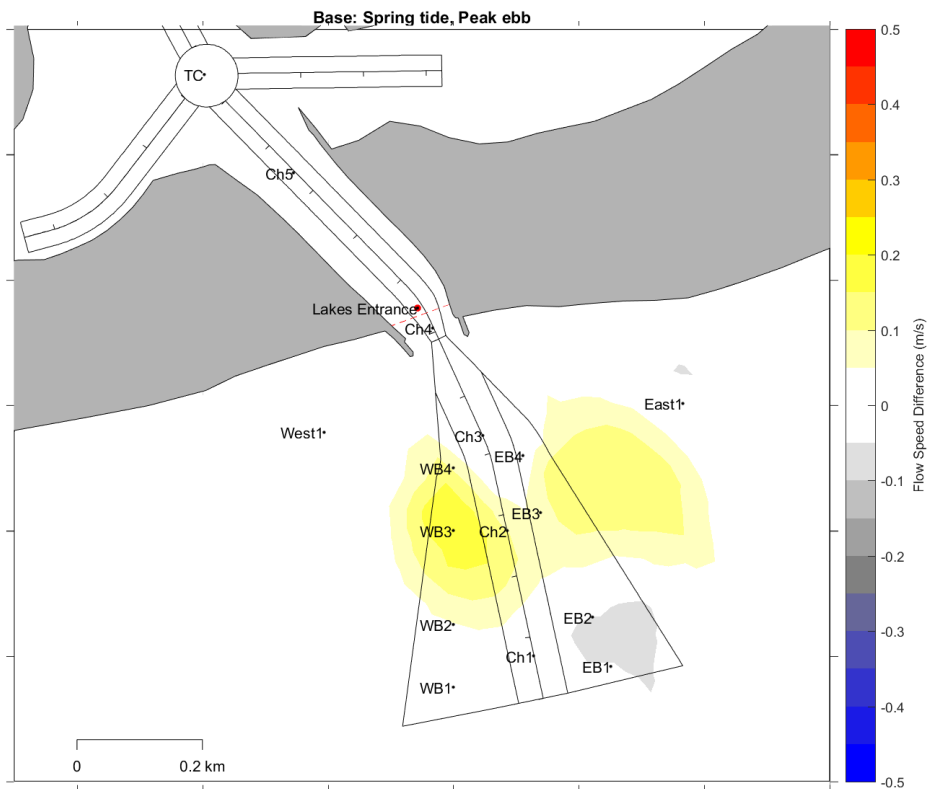 Base: Spring tide, Peak ebb
TC
Ch5
Lakes Entrance
Ch4
East1
West1
Ch3
EB4
WB4
EB3
WB3
Ch2
EB2
WB2
Ch1
EB1
WB1
0
0.2 km
0.5
0.4
0.3
0.2
0.1
0
-0.1
-0.2
-0.3
-0.4
-0.5
Flow Speed Difference (m/s)